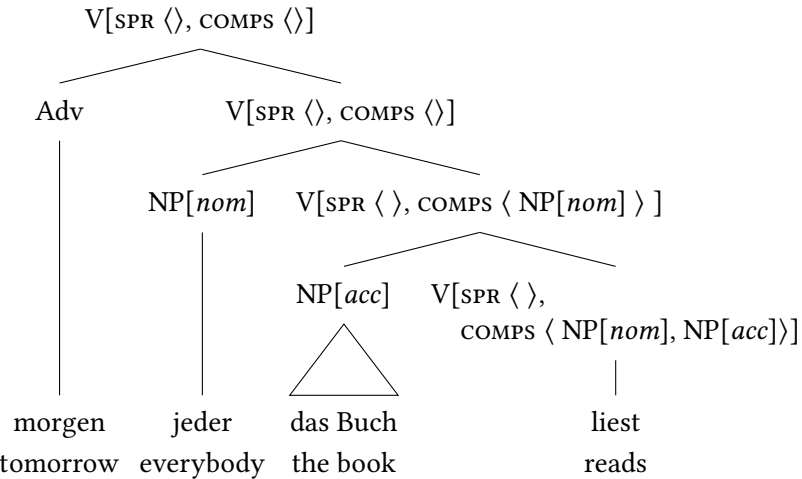 V[SPR ⟨⟩, COMPS ⟨⟩]
Adv V[SPR ⟨⟩, COMPS ⟨⟩]
NP[nom] V[SPR ⟨ ⟩, COMPS ⟨ NP[nom] ⟩ ]
NP[acc] V[SPR ⟨ ⟩,
COMPS ⟨ NP[nom], NP[acc]⟩]
morgen jeder das Buch liest
tomorrow everybody the book reads